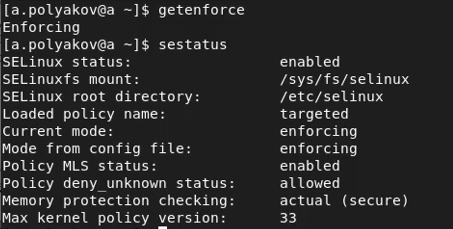 [a.polyakov@a ~]$ getenforce
Enforcing
[a.polyakov@a ~]$ sestatus
SELinux status:                 enabled
SELinuxfs mount:                /sys/fs/selinux
SELinux root directory:         /etc/selinux
Loaded policy name:             targeted
Current mode:                   enforcing
Mode from config file:          enforcing
Policy MLS status:              enabled
Policy deny_unknown status:     allowed
Memory protection checking:     actual (secure)
Max kernel policy version:      33